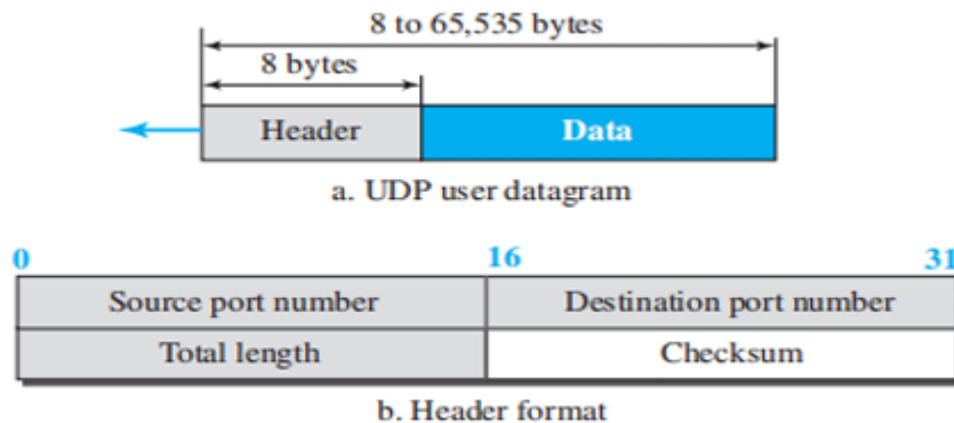 8 to 65,535 bytes
8 bytes
Header Data
a. UDP user datagram
0 16 31
Source port number Destination port number
Total length Checksum
b. Header format